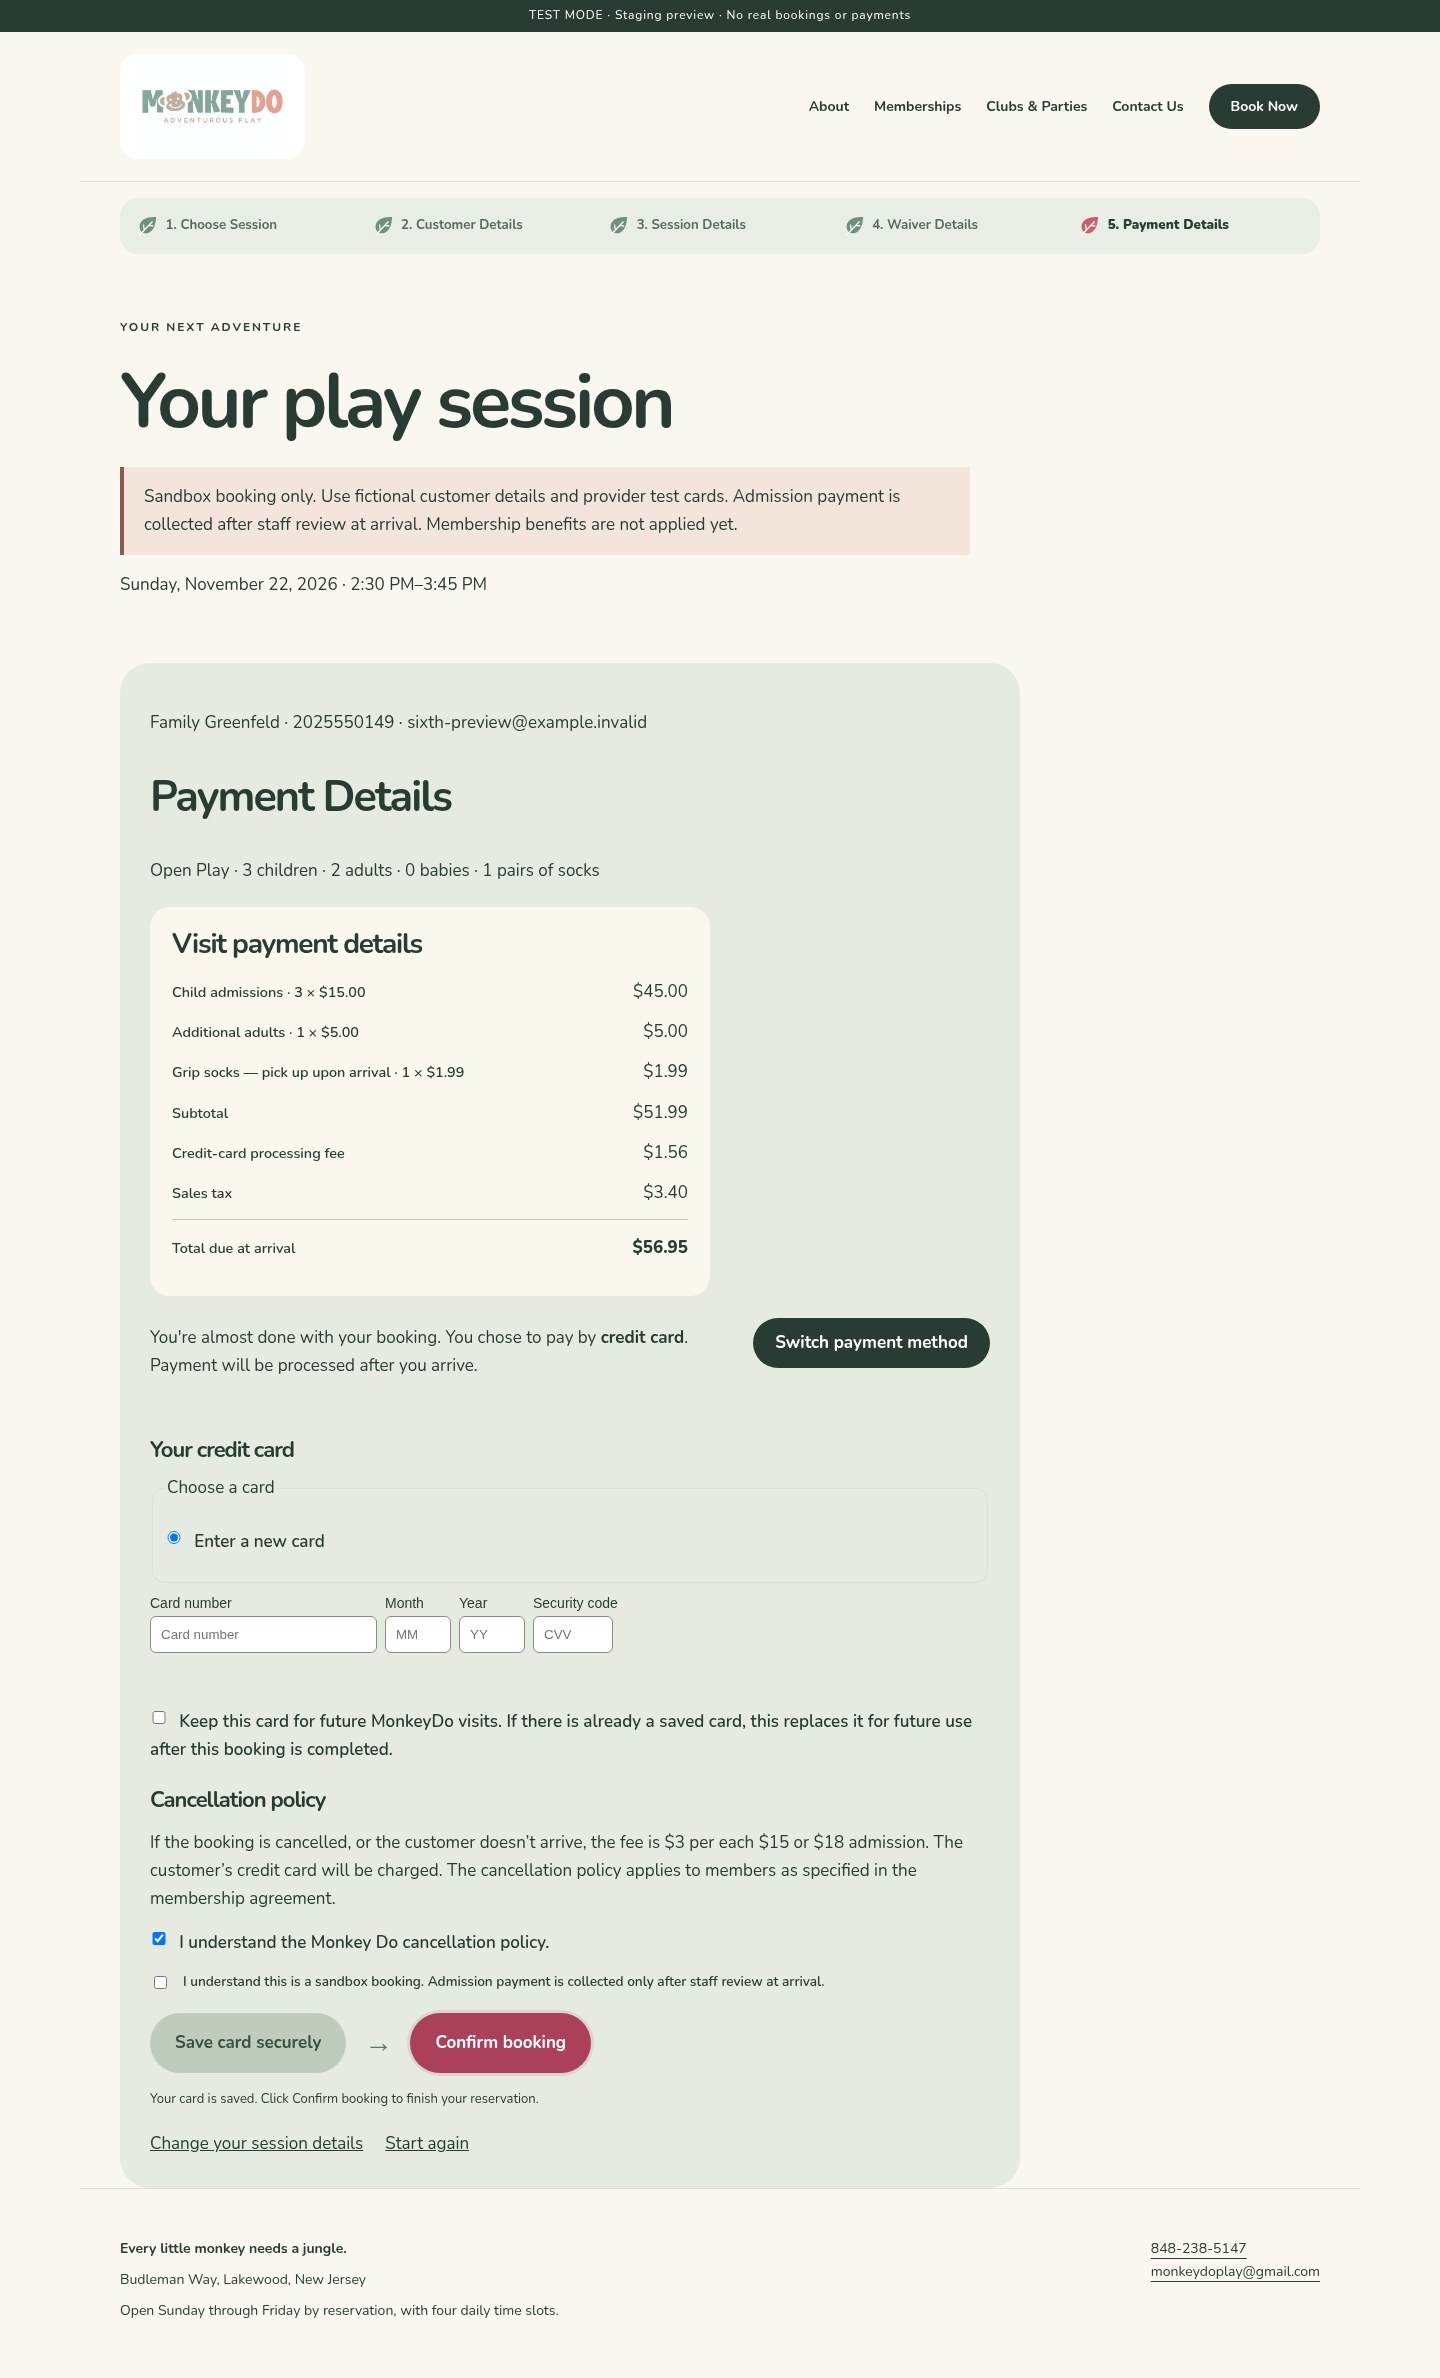 TEST MODE · Staging preview · No real bookings or payments
MONKEYDO
ADVENTUROUS PLAY
About
Memberships
Clubs & Parties
Contact Us
Book Now
1. Choose Session
2. Customer Details
3. Session Details
4. Waiver Details
5. Payment Details
YOUR NEXT ADVENTURE
Your play session
Sandbox booking only. Use fictional customer details and provider test cards. Admission payment is
collected after staff review at arrival. Membership benefits are not applied yet.
Sunday, November 22, 2026 · 2:30 PM–3:45 PM
Family Greenfeld · 2025550149 · sixth-preview@example.invalid
Payment Details
Open Play · 3 children · 2 adults · 0 babies · 1 pairs of socks
Visit payment details
Child admissions · 3 × $15.00 $45.00
Additional adults · 1 × $5.00 $5.00
Grip socks — pick up upon arrival · 1 × $1.99 $1.99
Subtotal $51.99
Credit-card processing fee $1.56
Sales tax $3.40
Total due at arrival $56.95
You're almost done with your booking. You chose to pay by credit card.
Payment will be processed after you arrive.
Switch payment method
Your credit card
Choose a card
Enter a new card
Card number Month Year Security code
Card number MM YY CVV
Keep this card for future MonkeyDo visits. If there is already a saved card, this replaces it for future use
after this booking is completed.
Cancellation policy
If the booking is cancelled, or the customer doesn’t arrive, the fee is $3 per each $15 or $18 admission. The
customer’s credit card will be charged. The cancellation policy applies to members as specified in the
membership agreement.
I understand the Monkey Do cancellation policy.
I understand this is a sandbox booking. Admission payment is collected only after staff review at arrival.
Save card securely → Confirm booking
Your card is saved. Click Confirm booking to finish your reservation.
Change your session details Start again
Every little monkey needs a jungle.
Budleman Way, Lakewood, New Jersey
Open Sunday through Friday by reservation, with four daily time slots.
848-238-5147
monkeydoplay@gmail.com